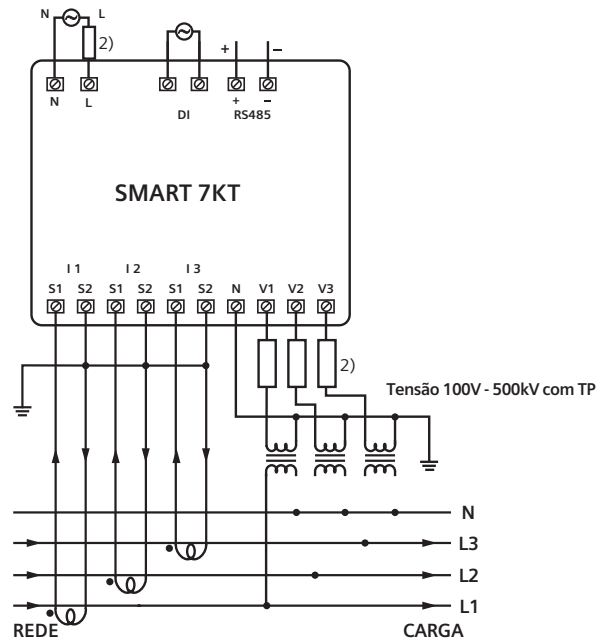 N L
2)
+ −
N L DI + −
RS485
SMART 7KT
I 1 I 2 I 3
S1 S2 S1 S2 S1 S2 N V1 V2 V3
2)
Tensão 100V - 500kV com TP
N
L3
L2
L1
REDE CARGA